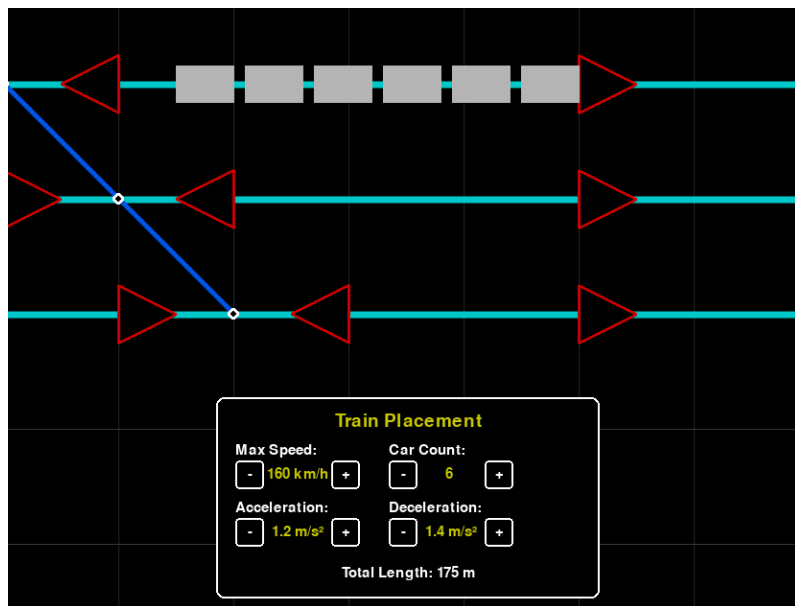 Train Placement
Max Speed: Car Count:
- 160 km/h + - 6 +
Acceleration: Deceleration:
- 1.2 m/s² + - 1.4 m/s² +
Total Length: 175 m